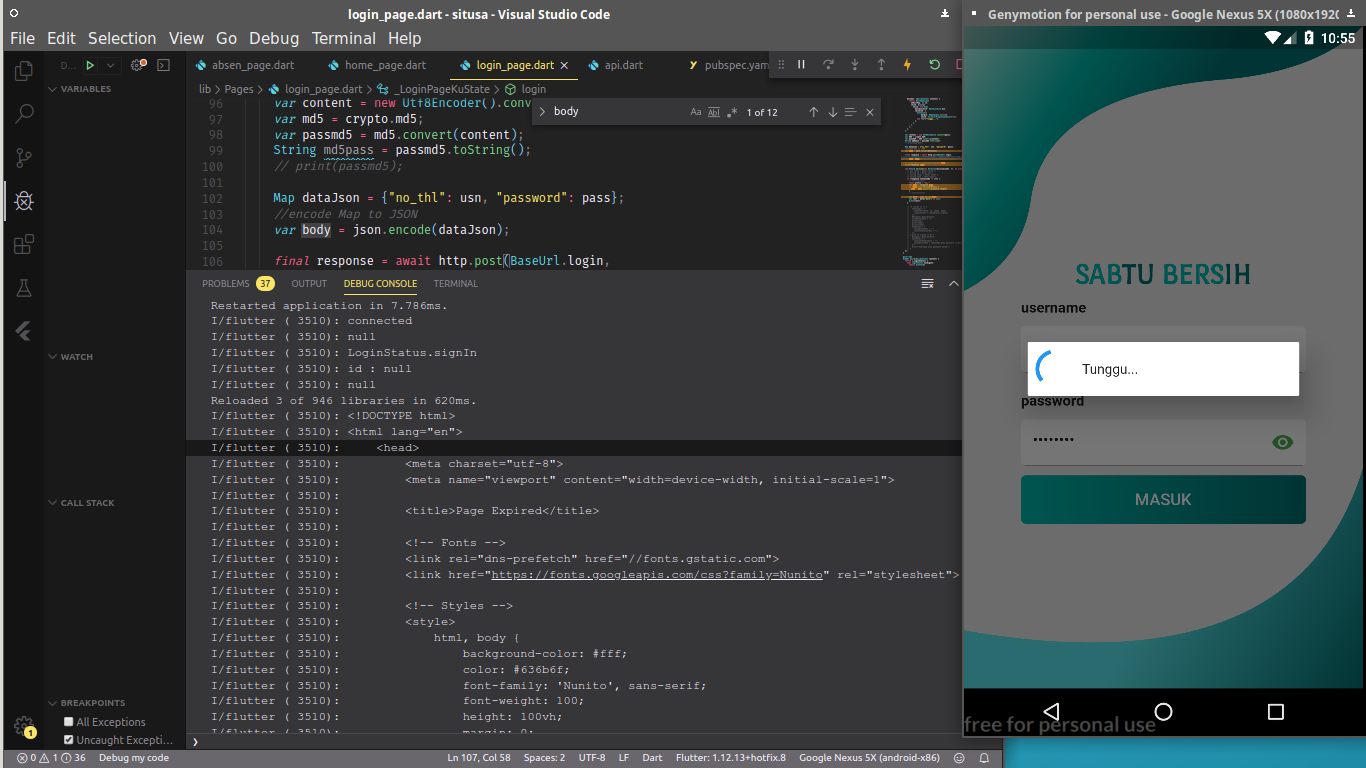 login_page.dart - situsa - Visual Studio Code
File Edit Selection View Go Debug Terminal Help
D...
absen_page.dart home_page.dart login_page.dart api.dart pubspec.yam
lib > Pages > login_page.dart > _LoginPageKuState > login
VARIABLES
WATCH
CALL STACK
BREAKPOINTS
All Exceptions
Uncaught Excepti...
1
body Aa Abl .* 1 of 12
96 var content = new Utf8Encoder().conv
97 var md5 = crypto.md5;
98 var passmd5 = md5.convert(content);
99 String md5pass = passmd5.toString();
100 // print(passmd5);
101
102 Map dataJson = {"no_thl": usn, "password": pass};
103 //encode Map to JSON
104 var body = json.encode(dataJson);
105
106 final response = await http.post(BaseUrl.login,
PROBLEMS 37 OUTPUT DEBUG CONSOLE TERMINAL
Restarted application in 7.786ms.
I/flutter ( 3510): connected
I/flutter ( 3510): null
I/flutter ( 3510): LoginStatus.signIn
I/flutter ( 3510): id : null
I/flutter ( 3510): null
Reloaded 3 of 946 libraries in 620ms.
I/flutter ( 3510): <!DOCTYPE html>
I/flutter ( 3510): <html lang="en">
I/flutter ( 3510):     <head>
I/flutter ( 3510):         <meta charset="utf-8">
I/flutter ( 3510):         <meta name="viewport" content="width=device-width, initial-scale=1">
I/flutter ( 3510):
I/flutter ( 3510):         <title>Page Expired</title>
I/flutter ( 3510):
I/flutter ( 3510):         <!-- Fonts -->
I/flutter ( 3510):         <link rel="dns-prefetch" href="//fonts.gstatic.com">
I/flutter ( 3510):         <link href="https://fonts.googleapis.com/css?family=Nunito" rel="stylesheet">
I/flutter ( 3510):
I/flutter ( 3510):         <!-- Styles -->
I/flutter ( 3510):         <style>
I/flutter ( 3510):             html, body {
I/flutter ( 3510):                 background-color: #fff;
I/flutter ( 3510):                 color: #636b6f;
I/flutter ( 3510):                 font-family: 'Nunito', sans-serif;
I/flutter ( 3510):                 font-weight: 100;
I/flutter ( 3510):                 height: 100vh;
I/flutter ( 3510):                 margin: 0;
0 1 36 Debug my code Ln 107, Col 58 Spaces: 2 UTF-8 LF Dart Flutter: 1.12.13+hotfix.8 Google Nexus 5X (android-x86)
Genymotion for personal use - Google Nexus 5X (1080x1920
10:55
SABTU BERSIH
username
Tunggu...
password
MASUK
free for personal use